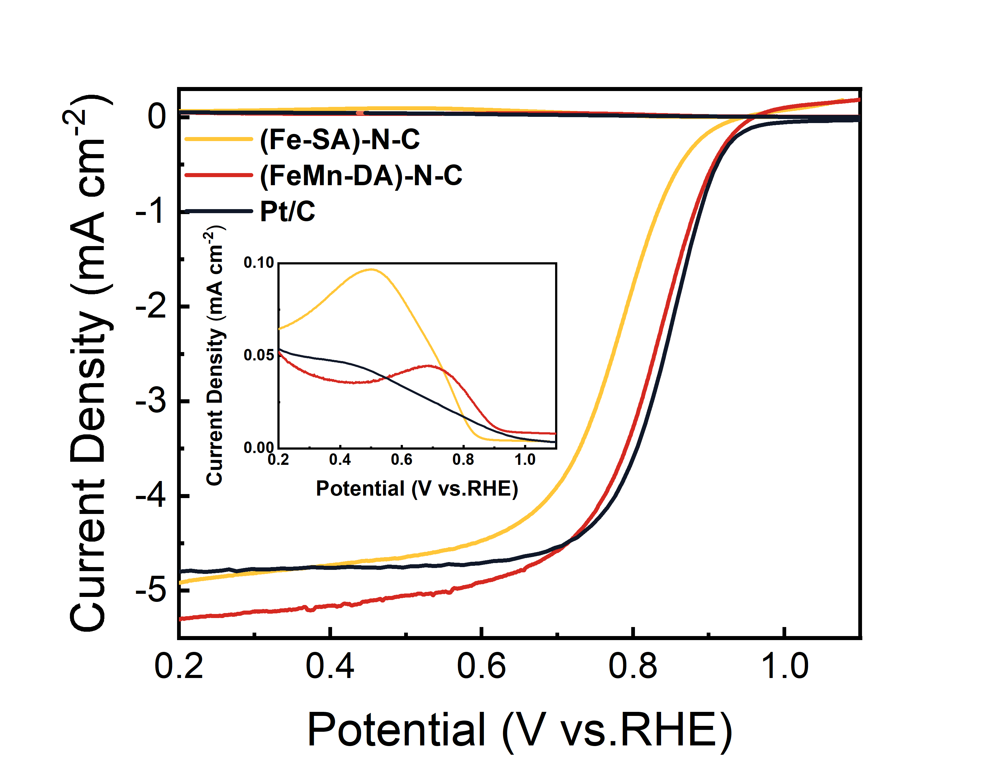 Current Density (mA cm-2)
0
-1
-2
-3
-4
-5
(Fe-SA)-N-C
(FeMn-DA)-N-C
Pt/C
Current Density (mA cm-2)
0.10
0.05
0.00
0.2 0.4 0.6 0.8 1.0
Potential (V vs.RHE)
0.2 0.4 0.6 0.8 1.0
Potential (V vs.RHE)